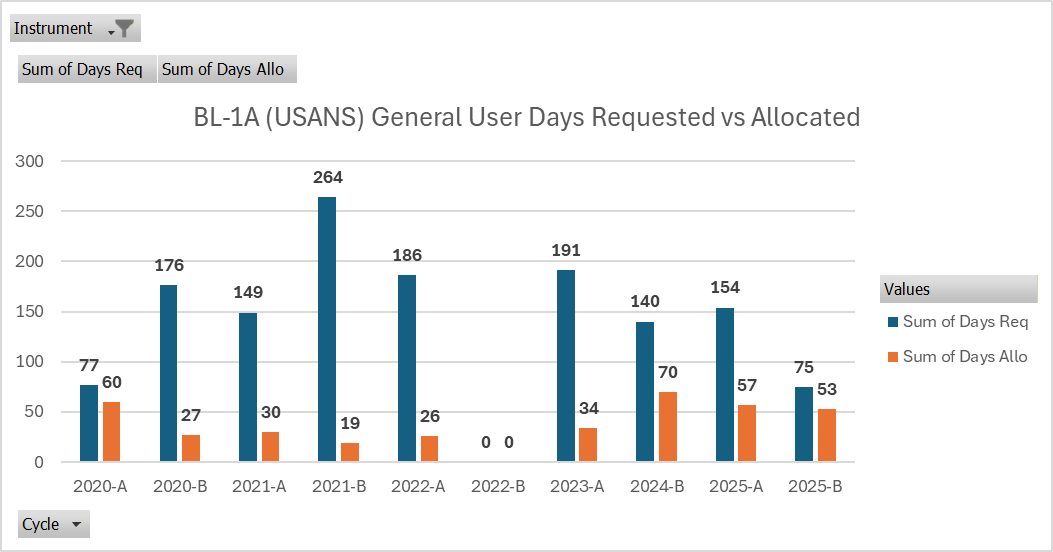 Instrument
Sum of Days Req Sum of Days Allo
BL-1A (USANS) General User Days Requested vs Allocated
300
250
200
150
100
50
0
77 176 149 264 186 0 191 140 154 75
60 27 30 19 26 0 34 70 57 53
2020-A 2020-B 2021-A 2021-B 2022-A 2022-B 2023-A 2024-B 2025-A 2025-B
Values
Sum of Days Req
Sum of Days Allo
Cycle